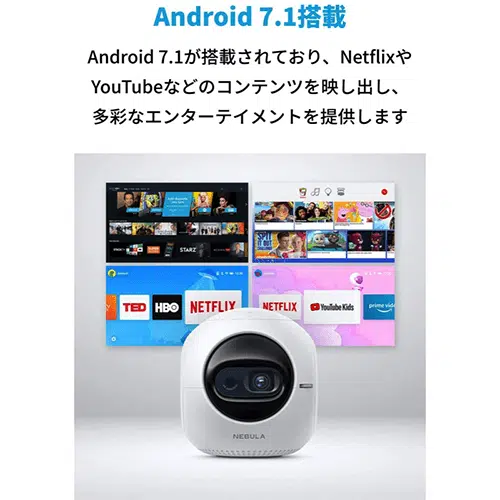 Android 7.1搭載
Android 7.1が搭載されており、Netflixや
YouTubeなどのコンテンツを映し出し、
多彩なエンターテイメントを提供します
STARZ
TED HBO NETFLIX
NETFLIX YouTube Kids prime video
NEBULA